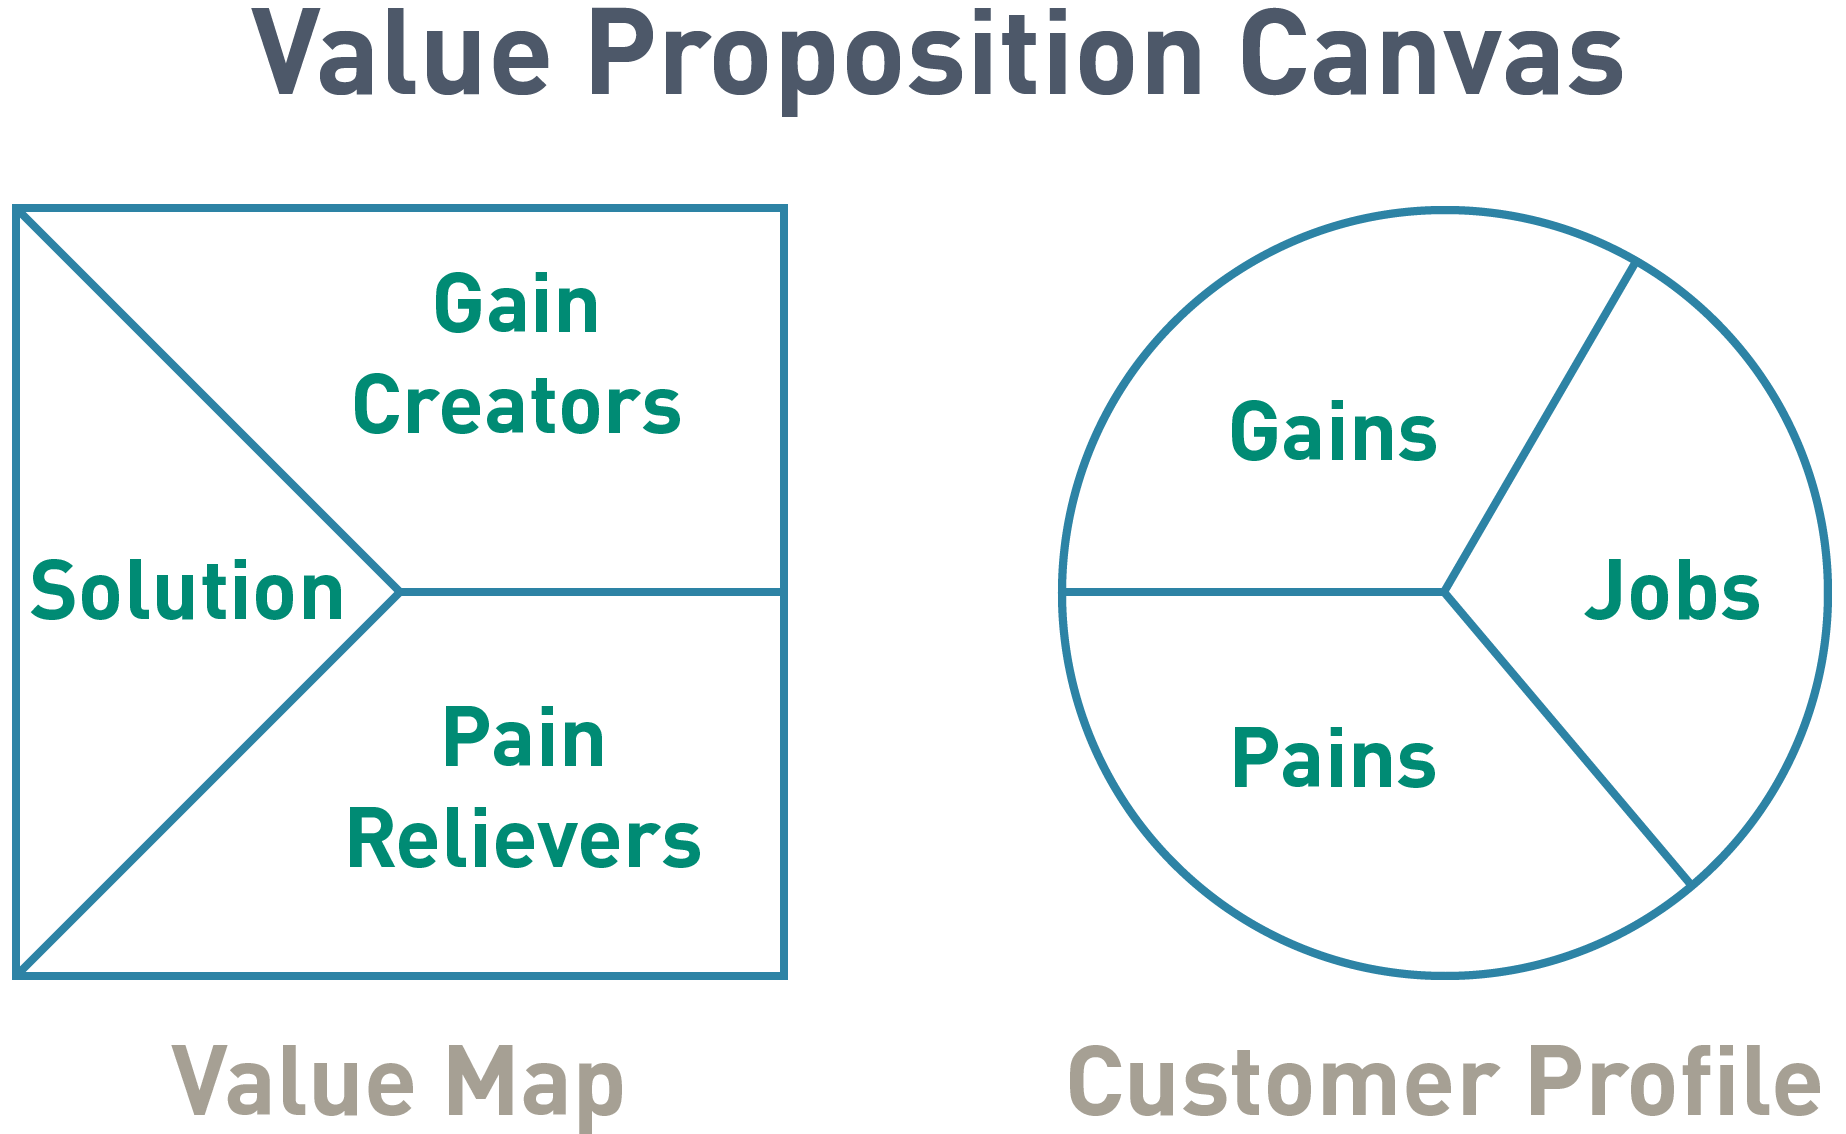 Value Proposition Canvas
Gain
Creators
Solution
Pain
Relievers
Value Map
Gains
Jobs
Pains
Customer Profile